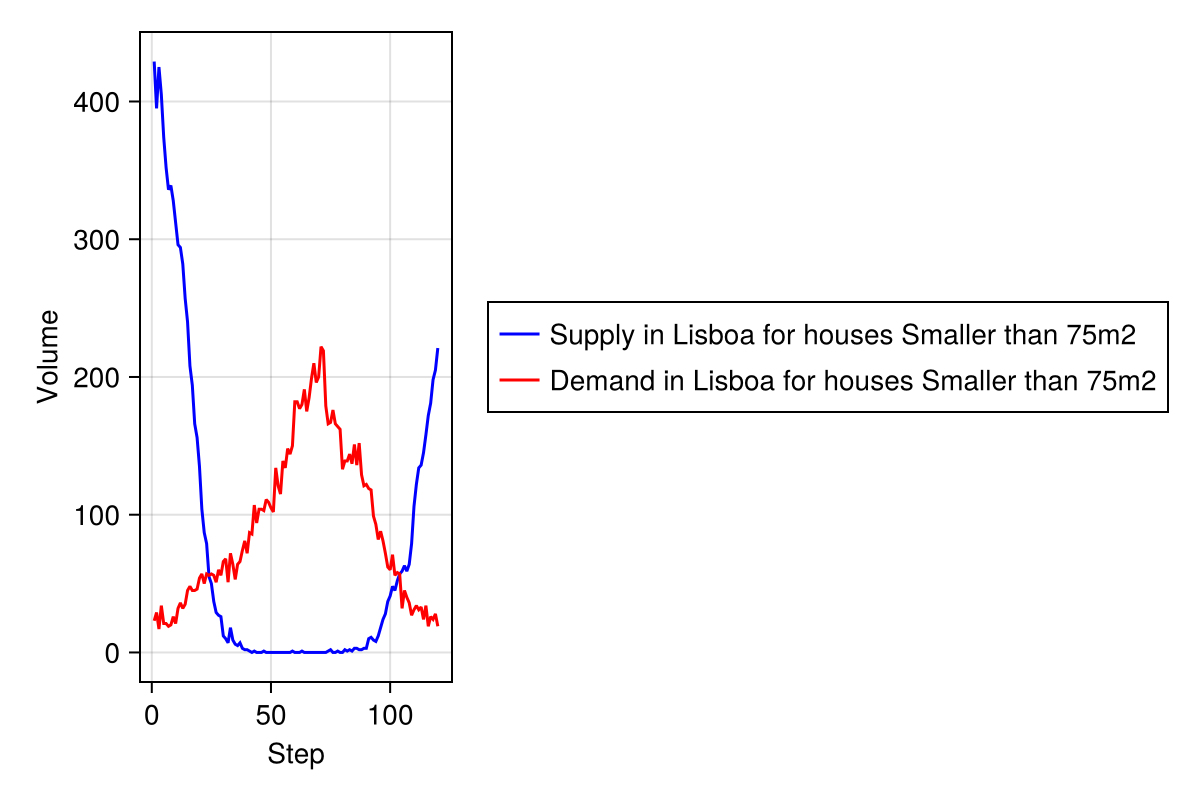 400
300
200
100
0
Volume
0 50 100
Step
Supply in Lisboa for houses Smaller than 75m2
Demand in Lisboa for houses Smaller than 75m2